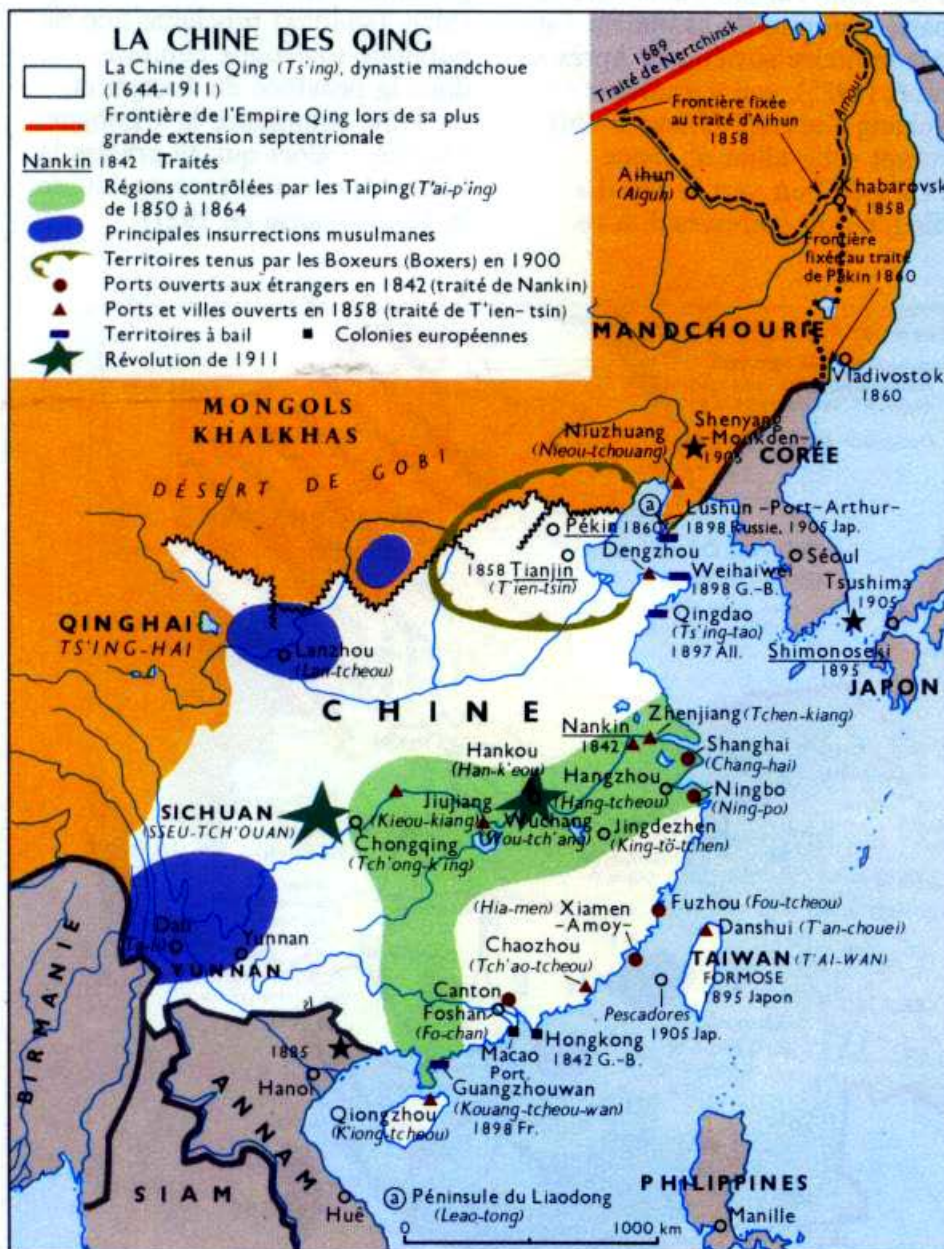 LA CHINE DES QING
La Chine des Qing (Ts'ing), dynastie mandchoue
(1644-1911)
Frontière de l'Empire Qing lors de sa plus
grande extension septentrionale
Nankin 1842 Traités
Régions contrôlées par les Taiping (T'ai-p'ing)
de 1850 à 1864
Principales insurrections musulmanes
Territoires tenus par les Boxeurs (Boxers) en 1900
Ports ouverts aux étrangers en 1842 (traité de Nankin)
Ports et villes ouverts en 1858 (traité de T'ien-tsin)
Territoires à bail
Colonies européennes
Révolution de 1911
1689
Traité de Nertchinsk
Frontière fixée
au traité d'Aihun
1858
Amour
Aihun
(Aigun)
Khabarovsk
1858
Frontière
fixée au traité
de Pékin 1860
MANDCHOURIE
Vladivostok
1860
MONGOLS
KHALKHAS
DÉSERT DE GOBI
Niuzhuang
(Nieou-tchouang)
Shenyang
-Moukden-
1905
CORÉE
a
Lushun -Port-Arthur-
1898 Russie, 1905 Jap.
Pékin 1860
Dengzhou
1858 Tianjin
(T'ien-tsin)
Weihaiwei
1898 G.-B.
Séoul
Tsushima
1905
Qingdao
(Ts'ing-tao)
1897 All.
Shimonoseki
1895
JAPON
QINGHAI
TS'ING-HAI
Lanzhou
(Lan-tcheou)
CHINE
Nankin
1842
Zhenjiang (Tchen-kiang)
Hankou
(Han-k'eou)
Shanghai
(Chang-hai)
Hangzhou
(Hang-tcheou)
Ningbo
(Ning-po)
SICHUAN
(SSEU-TCH'OUAN)
Jiujiang
(Kieou-kiang)
Wuchang
(Wou-tch'ang)
Jingdezhen
(King-tö-tchen)
Chongqing
(Tch'ong-k'ing)
Fuzhou (Fou-tcheou)
(Hia-men) Xiamen
-Amoy-
Danshui (T'an-chouei)
Dali
Yunnan
YUNNAN
Chaozhou
(Tch'ao-tcheou)
TAIWAN (T'AI-WAN)
FORMOSE
1895 Japon
Canton
Foshan
(Fo-chan)
Pescadores
1905 Jap.
Macao
Port.
Hongkong
1842 G.-B.
BIRMANIE
1885
Hanoï
ANNAM
Guangzhouwan
(Kouang-tcheou-wan)
1898 Fr.
Qiongzhou
(K'iong-tcheou)
SIAM
Huê
a Péninsule du Liaodong
(Leao-tong)
0 1000 km
PHILIPPINES
Manille